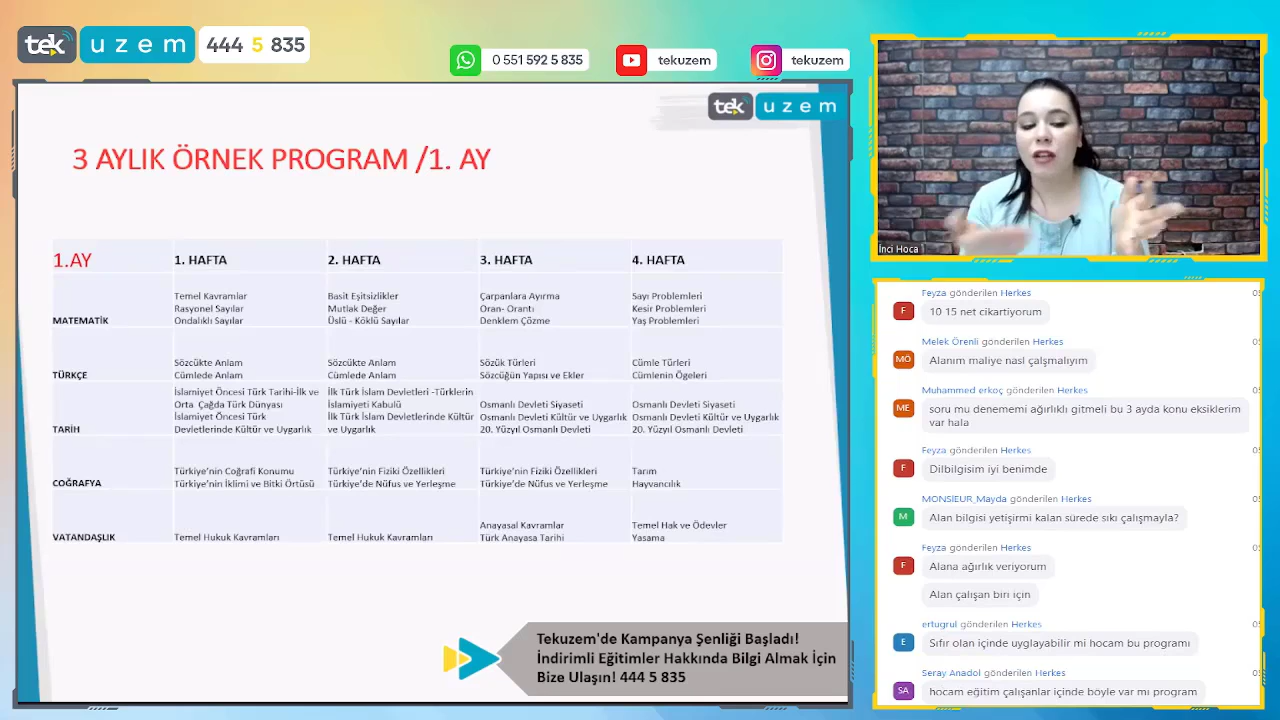 tek uzem 444 5 835
0 551 592 5 835
tekuzem
tekuzem
tek uzem
3 AYLIK ÖRNEK PROGRAM /1. AY
1.AY 1. HAFTA 2. HAFTA 3. HAFTA 4. HAFTA
Temel Kavramlar Basit Eşitsizlikler Çarpanlara Ayırma Sayı Problemleri
Rasyonel Sayılar Mutlak Değer Oran- Orantı Kesir Problemleri
MATEMATİK Ondalıklı Sayılar Üslü - Köklü Sayılar Denklem Çözme Yaş Problemleri
Sözcükte Anlam Sözcükte Anlam Sözük Türleri Cümle Türleri
TÜRKÇE Cümlede Anlam Cümlede Anlam Sözcüğün Yapısı ve Ekler Cümlenin Ögeleri
İslamiyet Öncesi Türk Tarihi-İlk ve İlk Türk İslam Devletleri -Türklerin
Orta Çağda Türk Dünyası İslamiyeti Kabulü Osmanlı Devleti Siyaseti Osmanlı Devleti Siyaseti
İslamiyet Öncesi Türk İlk Türk İslam Devletlerinde Kültür Osmanlı Devleti Kültür ve Uygarlık Osmanlı Devleti Kültür ve Uygarlık
TARİH Devletlerinde Kültür ve Uygarlık ve Uygarlık 20. Yüzyıl Osmanlı Devleti 20. Yüzyıl Osmanlı Devleti
Türkiye'nin Coğrafi Konumu Türkiye'nin Fiziki Özellikleri Türkiye'nin Fiziki Özellikleri Tarım
COĞRAFYA Türkiye'nin İklimi ve Bitki Örtüsü Türkiye'de Nüfus ve Yerleşme Türkiye'de Nüfus ve Yerleşme Hayvancılık
Anayasal Kavramlar Temel Hak ve Ödevler
VATANDAŞLIK Temel Hukuk Kavramları Temel Hukuk Kavramları Türk Anayasa Tarihi Yasama
Tekuzem'de Kampanya Şenliği Başladı!
İndirimli Eğitimler Hakkında Bilgi Almak İçin
Bize Ulaşın! 444 5 835
İnci Hoca
Feyza gönderilen Herkes
F 10 15 net cikartiyorum
Melek Örenli gönderilen Herkes
MÖ Alanım maliye nasl çalşmalıyım
Muhammed erkoç gönderilen Herkes
ME soru mu denememi ağırlıklı gitmeli bu 3 ayda konu eksiklerim
var hala
Feyza gönderilen Herkes
F Dilbilgisim iyi benimde
MONSİEUR_Mayda gönderilen Herkes
M Alan bilgisi yetişirmi kalan sürede sıkı çalışmayla?
Feyza gönderilen Herkes
F Alana ağırlık veriyorum
Alan çalışan biri için
ertugrul gönderilen Herkes
E Sıfır olan içinde uyglayabilir mi hocam bu programı
Seray Anadol gönderilen Herkes
SA hocam eğitim çalışanlar içinde böyle var mı program